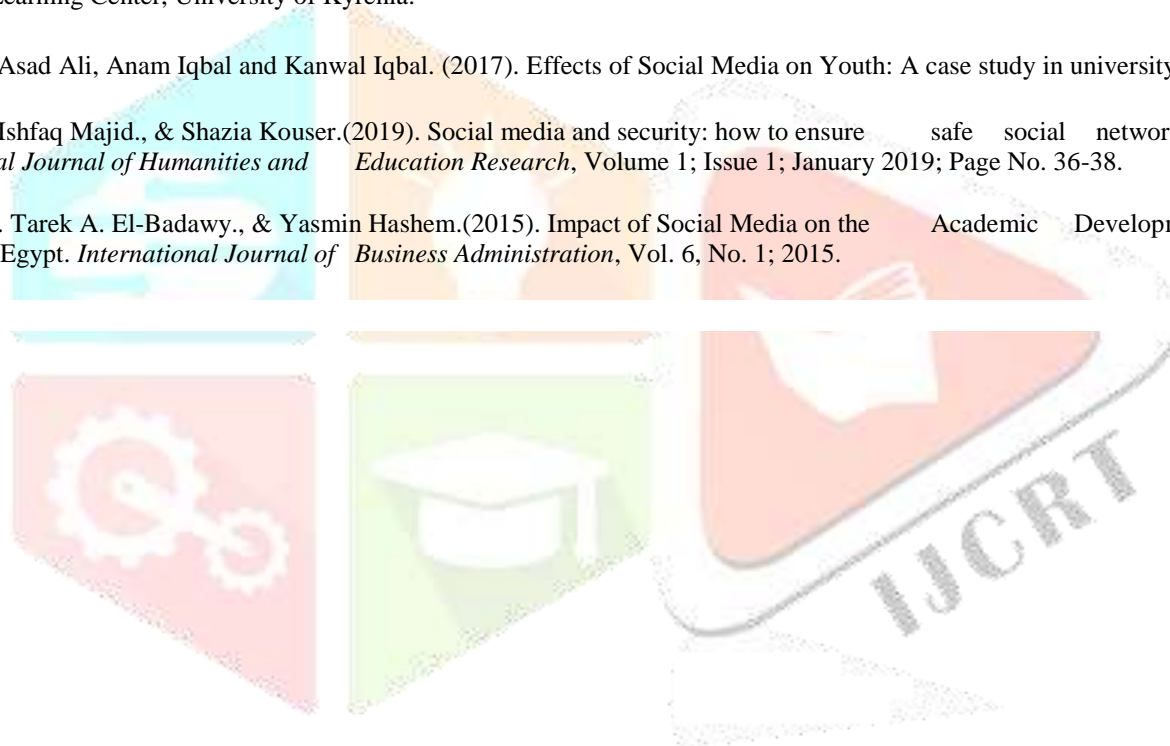 Learning Center, University of Kyrenia.
Asad Ali, Anam Iqbal and Kanwal Iqbal. (2017). Effects of Social Media on Youth: A case study in university
Ishfaq Majid., & Shazia Kouser.(2019). Social media and security: how to ensure safe social networ
al Journal of Humanities and Education Research, Volume 1; Issue 1; January 2019; Page No. 36-38.
. Tarek A. El-Badawy., & Yasmin Hashem.(2015). Impact of Social Media on the Academic Develop
Egypt. International Journal of Business Administration, Vol. 6, No. 1; 2015.
IJCRT